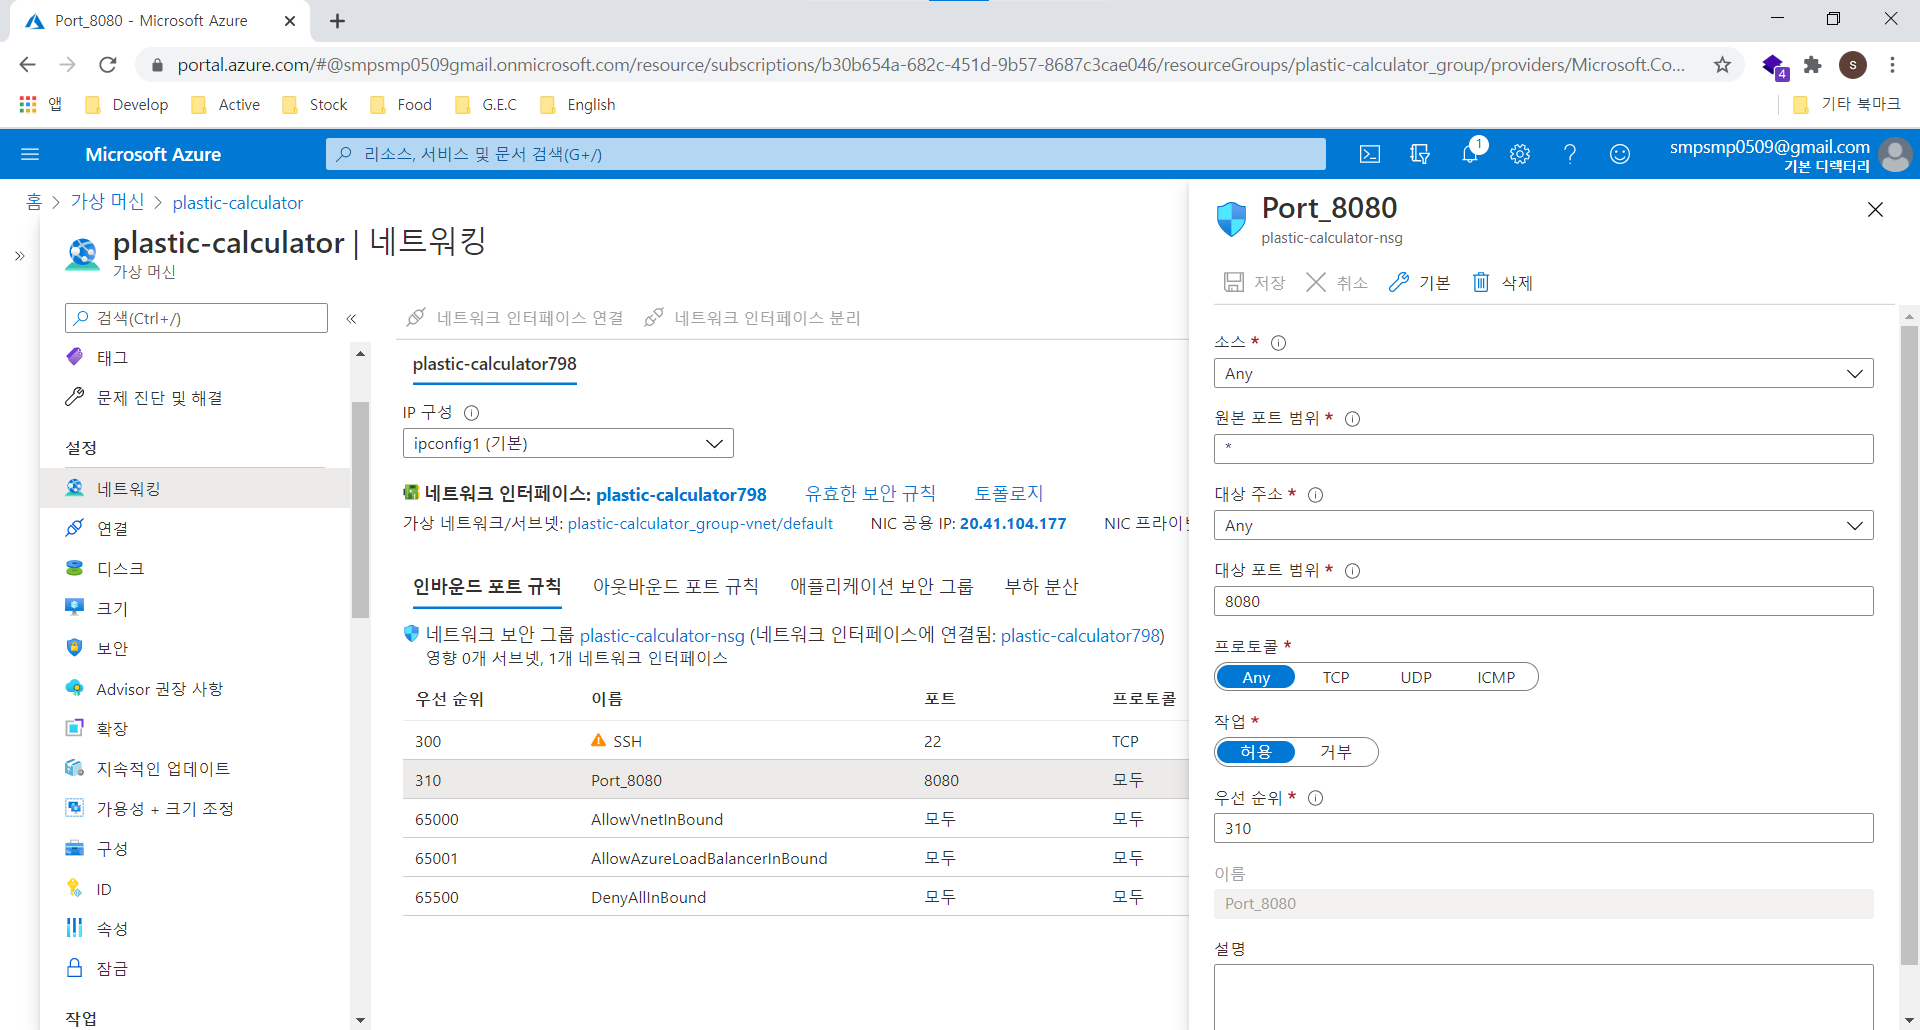 Port_8080 - Microsoft Azure
portal.azure.com/#@smpsmp0509gmail.onmicrosoft.com/resource/subscriptions/b30b654a-682c-451d-9b57-8687c3cae046/resourceGroups/plastic-calculator_group/providers/Microsoft.Co...
4
S
앱
Develop
Active
Stock
Food
G.E.C
English
기타 북마크
Microsoft Azure
리소스, 서비스 및 문서 검색(G+/)
1
smpsmp0509@gmail.com
기본 디렉터리
홈 > 가상 머신 > plastic-calculator
plastic-calculator | 네트워킹
가상 머신
검색(Ctrl+/)
태그
문제 진단 및 해결
설정
네트워킹
연결
디스크
크기
보안
Advisor 권장 사항
확장
지속적인 업데이트
가용성 + 크기 조정
구성
ID
속성
잠금
작업
네트워크 인터페이스 연결
네트워크 인터페이스 분리
plastic-calculator798
IP 구성
ipconfig1 (기본)
네트워크 인터페이스: plastic-calculator798 유효한 보안 규칙 토폴로지
가상 네트워크/서브넷: plastic-calculator_group-vnet/default NIC 공용 IP: 20.41.104.177 NIC 프라이
인바운드 포트 규칙 아웃바운드 포트 규칙 애플리케이션 보안 그룹 부하 분산
네트워크 보안 그룹 plastic-calculator-nsg (네트워크 인터페이스에 연결됨: plastic-calculator798)
영향 0개 서브넷, 1개 네트워크 인터페이스
우선 순위 이름 포트 프로토콜
300 SSH 22 TCP
310 Port_8080 8080 모두
65000 AllowVnetInBound 모두 모두
65001 AllowAzureLoadBalancerInBound 모두 모두
65500 DenyAllInBound 모두 모두
Port_8080
plastic-calculator-nsg
저장 취소 기본 삭제
소스 *
Any
원본 포트 범위 *
*
대상 주소 *
Any
대상 포트 범위 *
8080
프로토콜 *
Any TCP UDP ICMP
작업 *
허용 거부
우선 순위 *
310
이름
Port_8080
설명